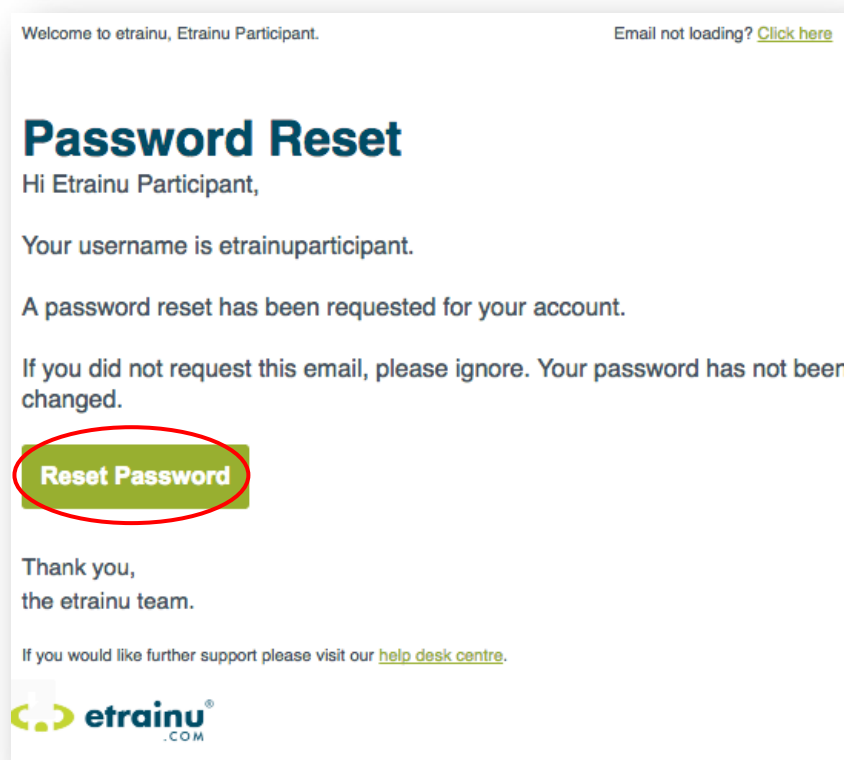 Welcome to etrainu, Etrainu Participant.
Email not loading? Click here
Password Reset
Hi Etrainu Participant,
Your username is etrainuparticipant.
A password reset has been requested for your account.
If you did not request this email, please ignore. Your password has not been
changed.
Reset Password
Thank you,
the etrainu team.
If you would like further support please visit our help desk centre.
etrainu®
.COM